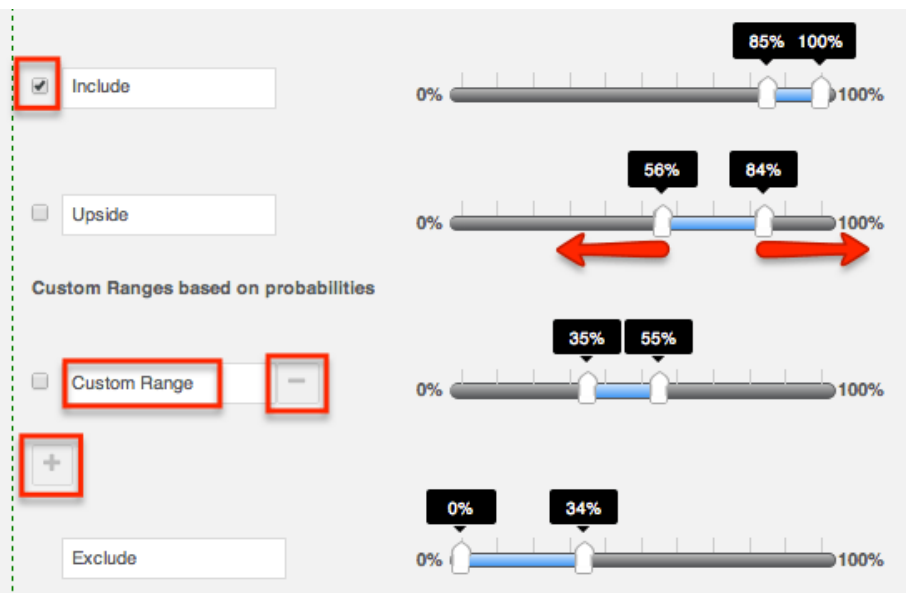 85% 100%
Include
0% 100%
56% 84%
Upside
0% 100%
Custom Ranges based on probabilities
35% 55%
Custom Range
0% 100%
0% 34%
Exclude
0% 100%